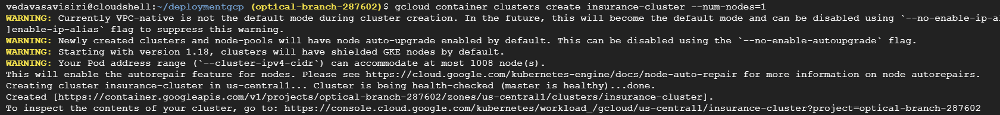 vedavasavisiri@cloudshell:~/deploymentgcp (optical-branch-287602)$ gcloud container clusters create insurance-cluster --num-nodes=1
WARNING: Currently VPC-native is not the default mode during cluster creation. In the future, this will become the default mode and can be disabled using `--no-enable-ip-a
]enable-ip-alias` flag to suppress this warning.
WARNING: Newly created clusters and node-pools will have node auto-upgrade enabled by default. This can be disabled using the `--no-enable-autoupgrade` flag.
WARNING: Starting with version 1.18, clusters will have shielded GKE nodes by default.
WARNING: Your Pod address range (`--cluster-ipv4-cidr`) can accommodate at most 1008 node(s).
This will enable the autorepair feature for nodes. Please see https://cloud.google.com/kubernetes-engine/docs/node-auto-repair for more information on node autorepairs.
Creating cluster insurance-cluster in us-central1... Cluster is being health-checked (master is healthy)...done.
Created [https://container.googleapis.com/v1/projects/optical-branch-287602/zones/us-central1/clusters/insurance-cluster].
To inspect the contents of your cluster, go to: https://console.cloud.google.com/kubernetes/workload_/gcloud/us-central1/insurance-cluster?project=optical-branch-287602